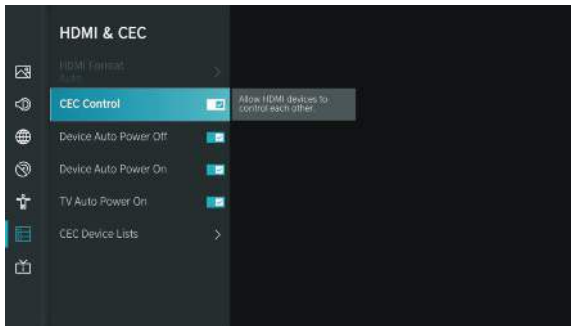 HDMI & CEC
HDMI Format
Auto
CEC Control
Allow HDMI devices to
control each other.
Device Auto Power Off
Device Auto Power On
TV Auto Power On
CEC Device Lists